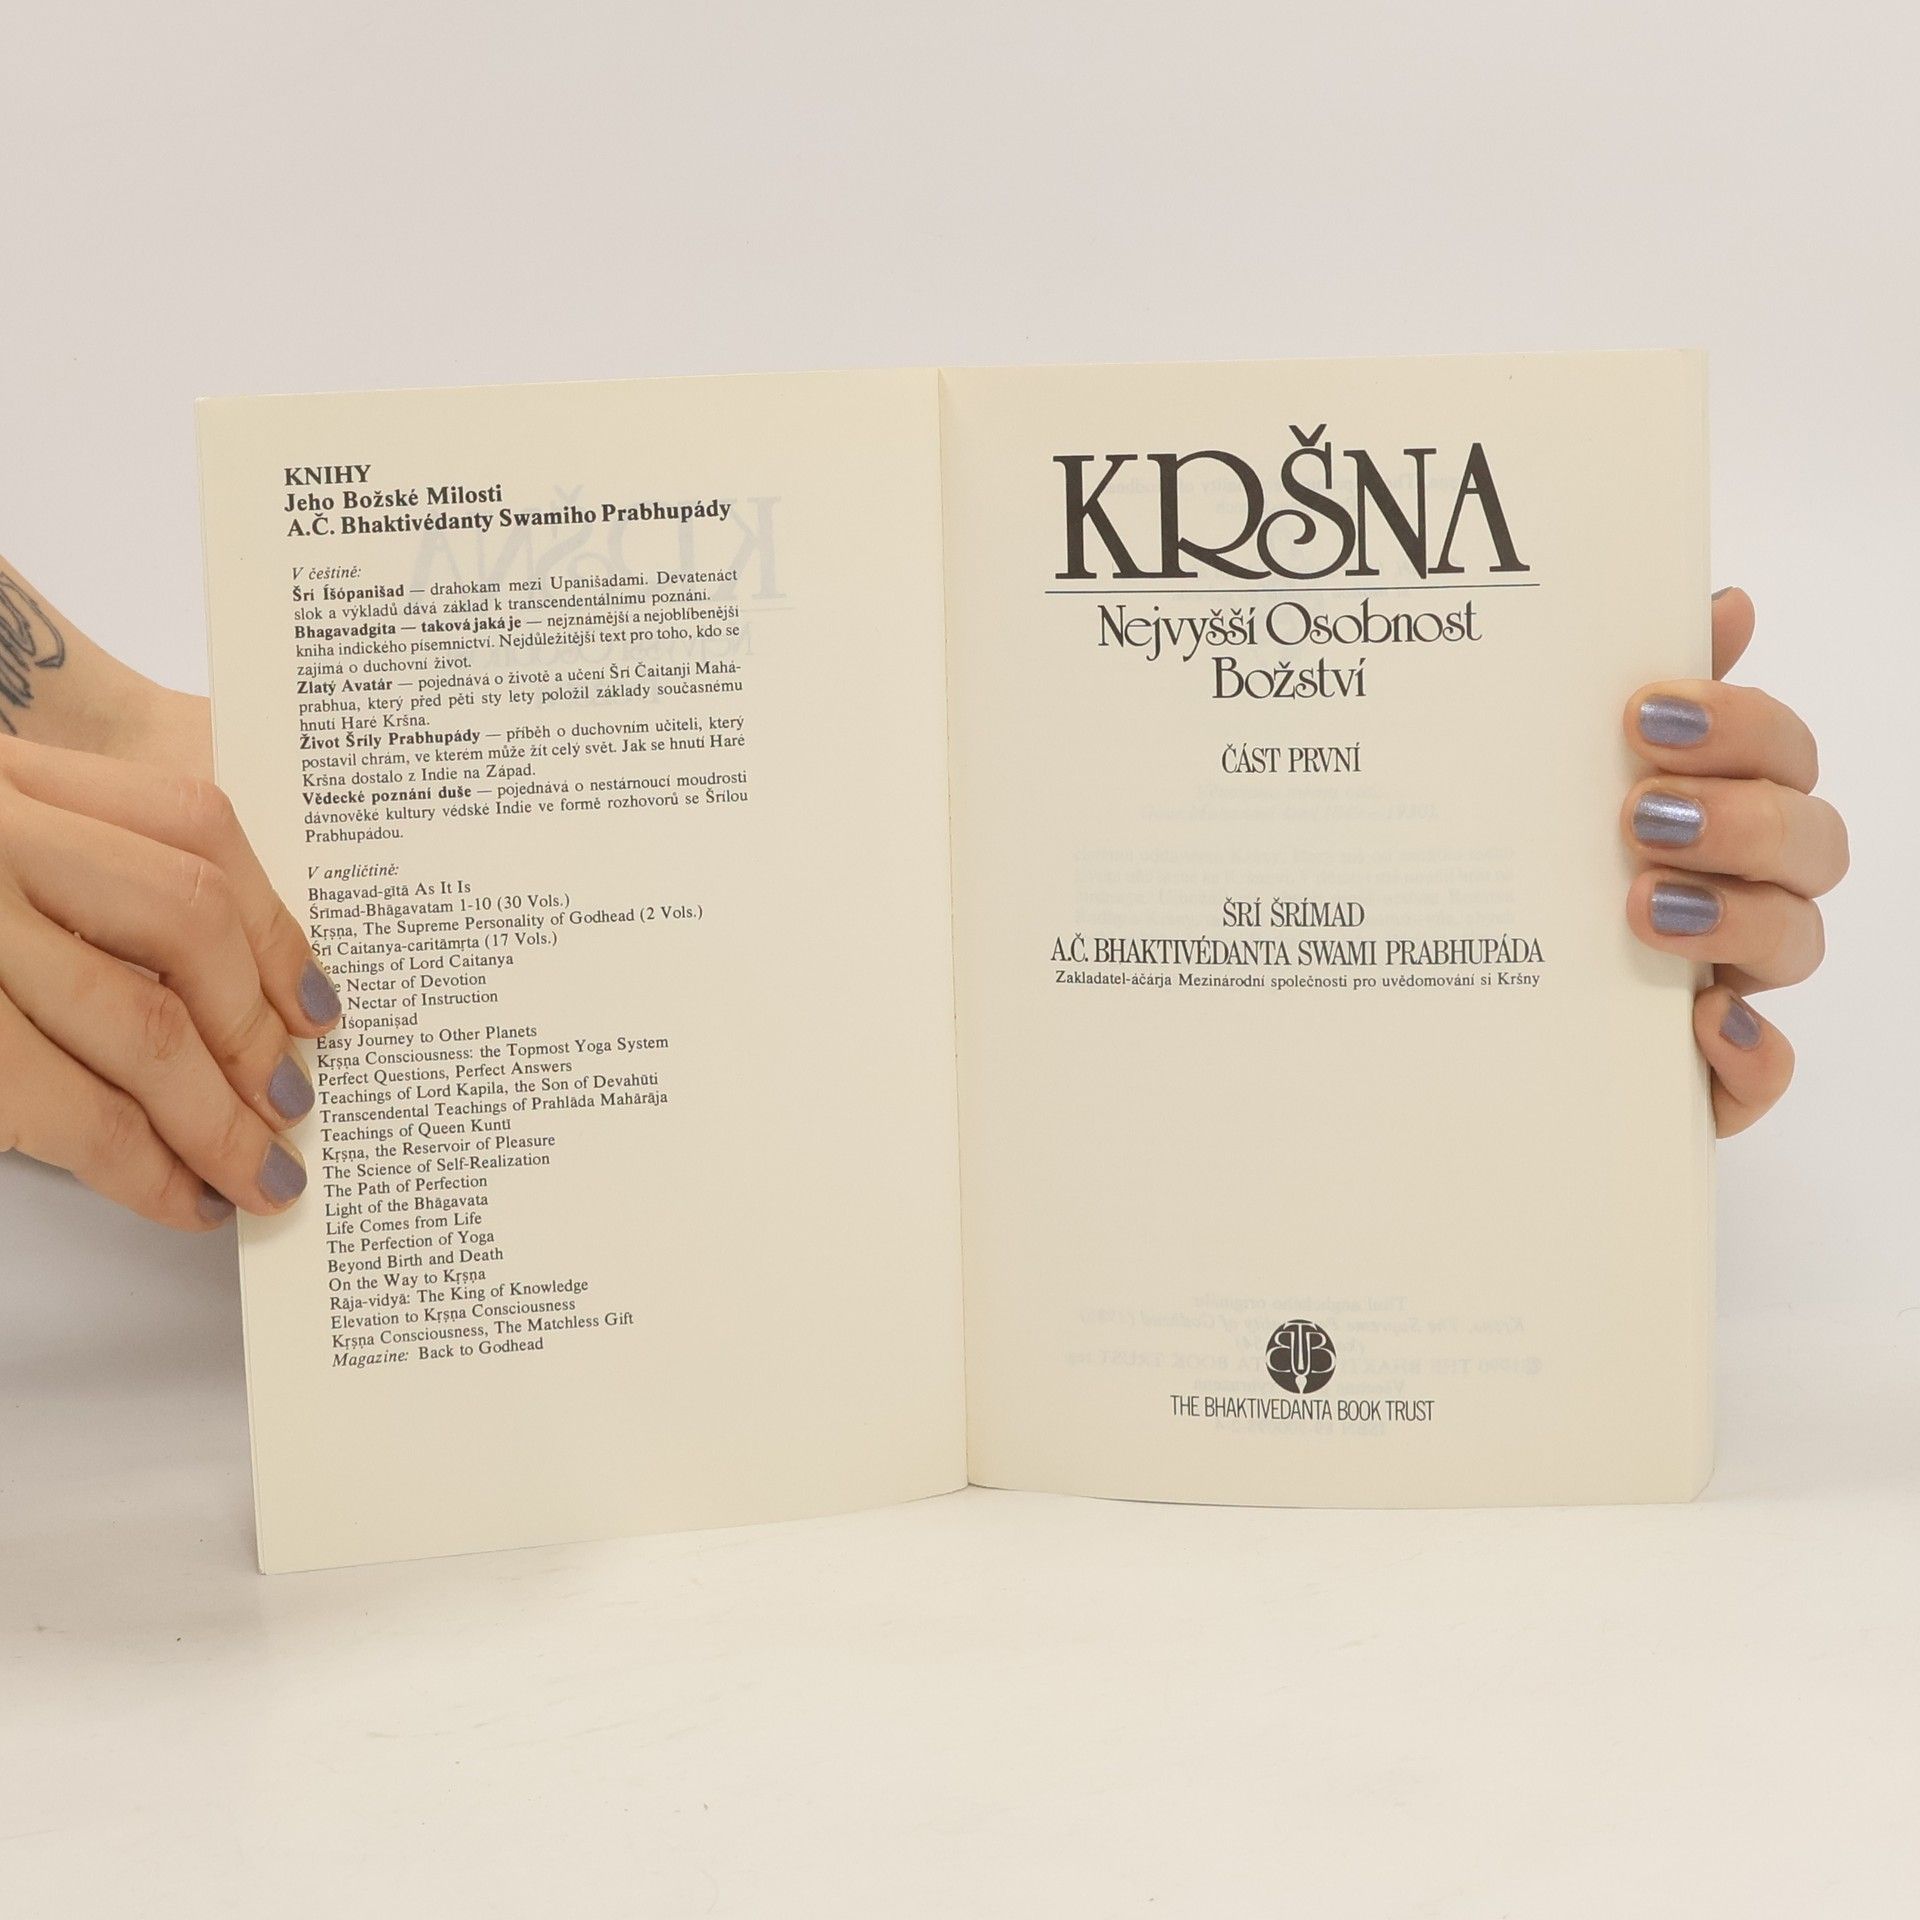 KNIHY
Jeho Božské Milosti
A.Č. Bhaktivédanty Swamiho Prabhupády
V češtině:
Šrí Íšópanišad — drahokam mezi Upanišadami. Devatenáct
slok a výkladů dává základ k transcendentálnímu poznání.
Bhagavadgita — taková jaká je — nejznámější a nejoblíbenější
kniha indického písemnictví. Nejdůležitější text pro toho, kdo se
zajímá o duchovní život.
Zlatý Avatár — pojednává o životě a učení Šrí Čaitanji Mahá-
prabhua, který před pěti sty lety položil základy současnému
hnutí Haré Kršna.
Život Šríly Prabhupády — příběh o duchovním učiteli, který
postavil chrám, ve kterém může žít celý svět. Jak se hnutí Haré
Kršna dostalo z Indie na Západ.
Vědecké poznání duše — pojednává o nestárnoucí moudrosti
dávnověké kultury védské Indie ve formě rozhovorů se Šrílou
Prabhupádou.
V angličtině:
Bhagavad-gītā As It Is
Śrīmad-Bhāgavatam 1-10 (30 Vols.)
Kṛṣṇa, The Supreme Personality of Godhead (2 Vols.)
Śrī Caitanya-caritāmṛta (17 Vols.)
Teachings of Lord Caitanya
Nectar of Devotion
Nectar of Instruction
Īśopaniṣad
Easy Journey to Other Planets
Kṛṣṇa Consciousness: the Topmost Yoga System
Perfect Questions, Perfect Answers
Teachings of Lord Kapila, the Son of Devahūti
Transcendental Teachings of Prahlāda Mahārāja
Teachings of Queen Kuntī
Kṛṣṇa, the Reservoir of Pleasure
The Science of Self-Realization
The Path of Perfection
Light of the Bhāgavata
Life Comes from Life
The Perfection of Yoga
Beyond Birth and Death
On the Way to Kṛṣṇa
Rāja-vidyā: The King of Knowledge
Elevation to Kṛṣṇa Consciousness
Kṛṣṇa Consciousness, The Matchless Gift
Magazine: Back to Godhead
KRŠNA
Nejvyšší Osobnost
Božství
ČÁST PRVNÍ
ŠRÍ ŠRÍMAD
A.Č. BHAKTIVÉDANTA SWAMI PRABHUPÁDA
Zakladatel-áčárja Mezinárodní společnosti pro uvědomování si Kršny
BBT
THE BHAKTIVEDANTA BOOK TRUST